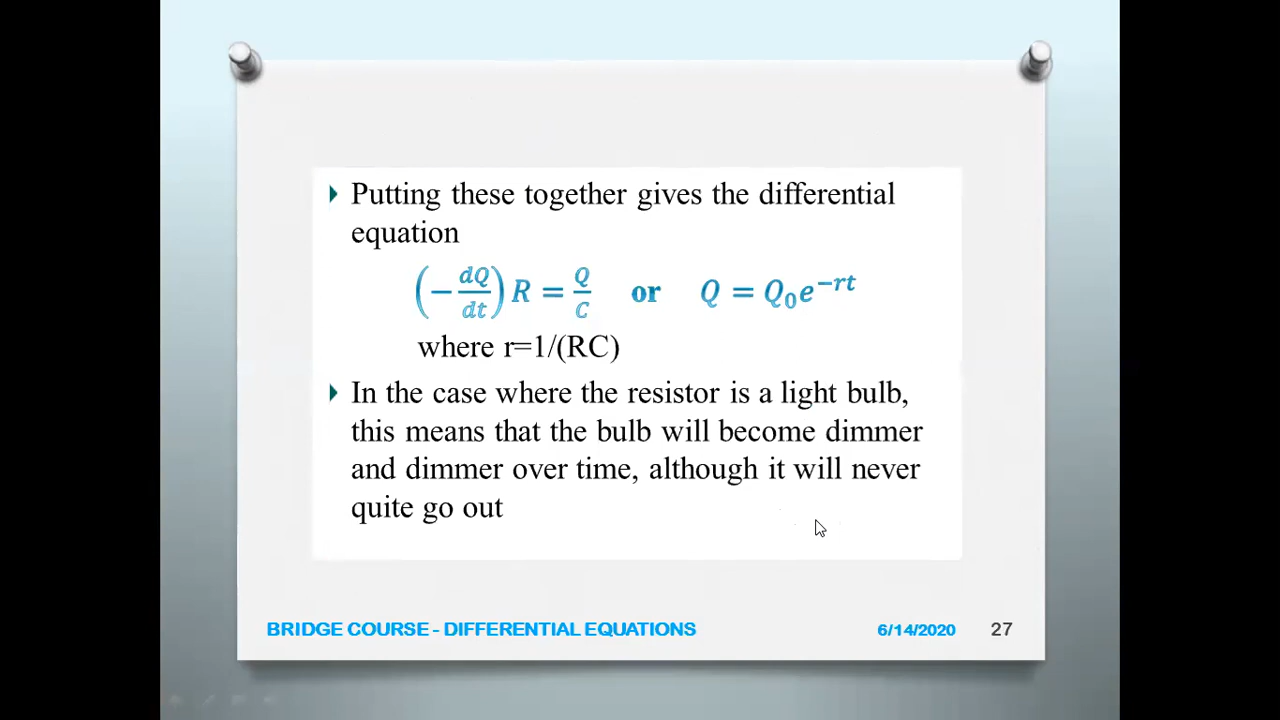 Putting these together gives the differential
equation
(−dQ/dt)R = Q/C or Q = Q₀e^{−rt}
where r=1/(RC)
In the case where the resistor is a light bulb,
this means that the bulb will become dimmer
and dimmer over time, although it will never
quite go out
BRIDGE COURSE - DIFFERENTIAL EQUATIONS 6/14/2020 27